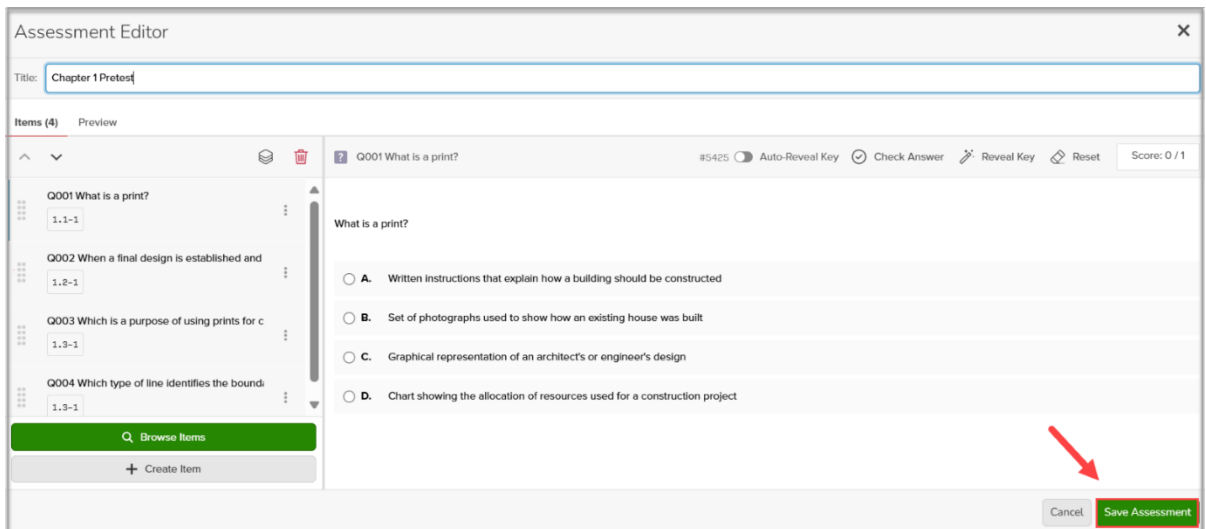 Assessment Editor
Title: Chapter 1 Pretest
Items (4) Preview
Q001 What is a print?
1.1-1
Q002 When a final design is established and
1.2-1
Q003 Which is a purpose of using prints for c
1.3-1
Q004 Which type of line identifies the bounda
1.3-1
Browse Items
Create Item
Q001 What is a print? #5425 Auto-Reveal Key Check Answer Reveal Key Reset Score: 0 / 1
What is a print?
A. Written instructions that explain how a building should be constructed
B. Set of photographs used to show how an existing house was built
C. Graphical representation of an architect's or engineer's design
D. Chart showing the allocation of resources used for a construction project
Cancel Save Assessment